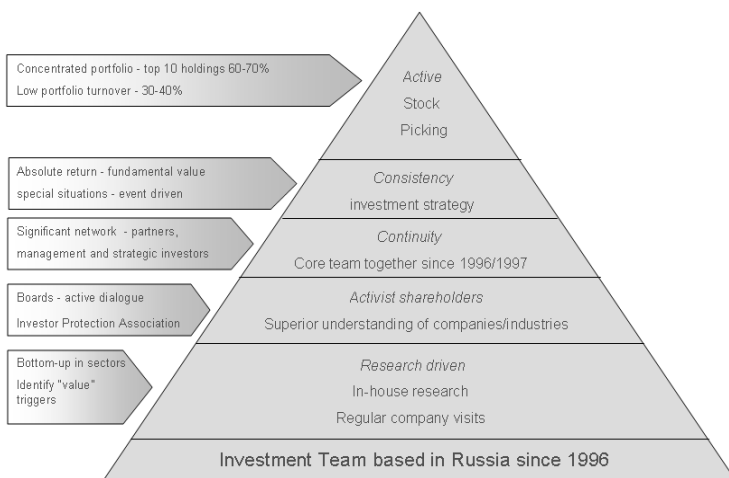 Concentrated portfolio - top 10 holdings 60-70%
Low portfolio turnover - 30-40%
Active
Stock
Picking
Absolute return - fundamental value
special situations - event driven
Consistency
investment strategy
Significant network - partners,
management and strategic investors
Continuity
Core team together since 1996/1997
Boards - active dialogue
Investor Protection Association
Activist shareholders
Superior understanding of companies/industries
Bottom-up in sectors
Identify "value"
triggers
Research driven
In-house research
Regular company visits
Investment Team based in Russia since 1996